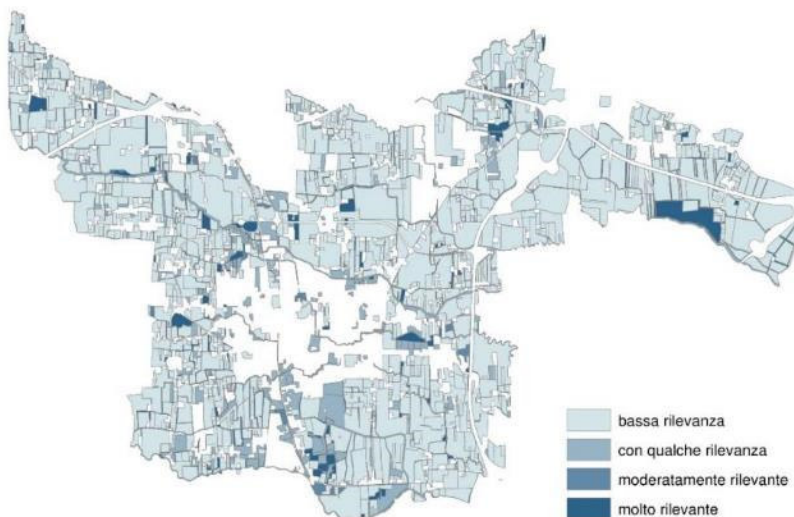 bassa rilevanza
con qualche rilevanza
moderatamente rilevante
molto rilevante